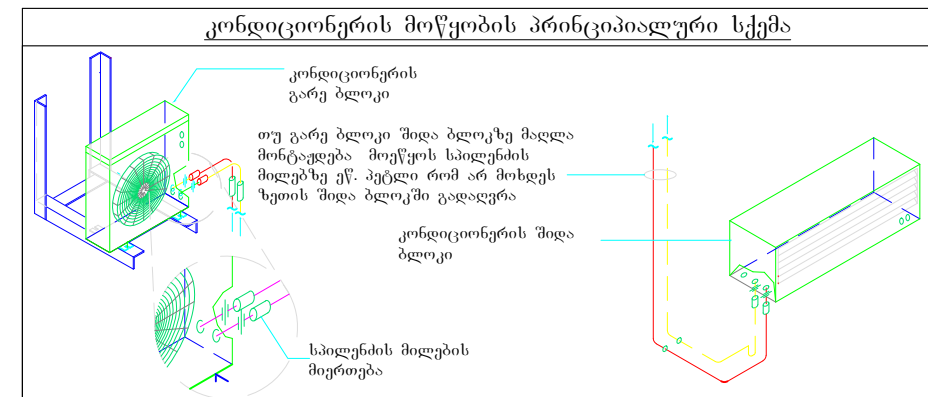 კონდიციონერის მოწყობის პრინციპიალური სქემა
კონდიციონერის
გარე ბლოკი
თუ გარე ბლოკი შიდა ბლოკზე მაღლა
მონტაჟდება მოეწყოს სპილენძის
მილებზე ეწ. პეტლი რომ არ მოხდეს
ზეთის შიდა ბლოკში გადაღვრა
კონდიციონერის შიდა
ბლოკი
სპილენძის მილების
მიერთება